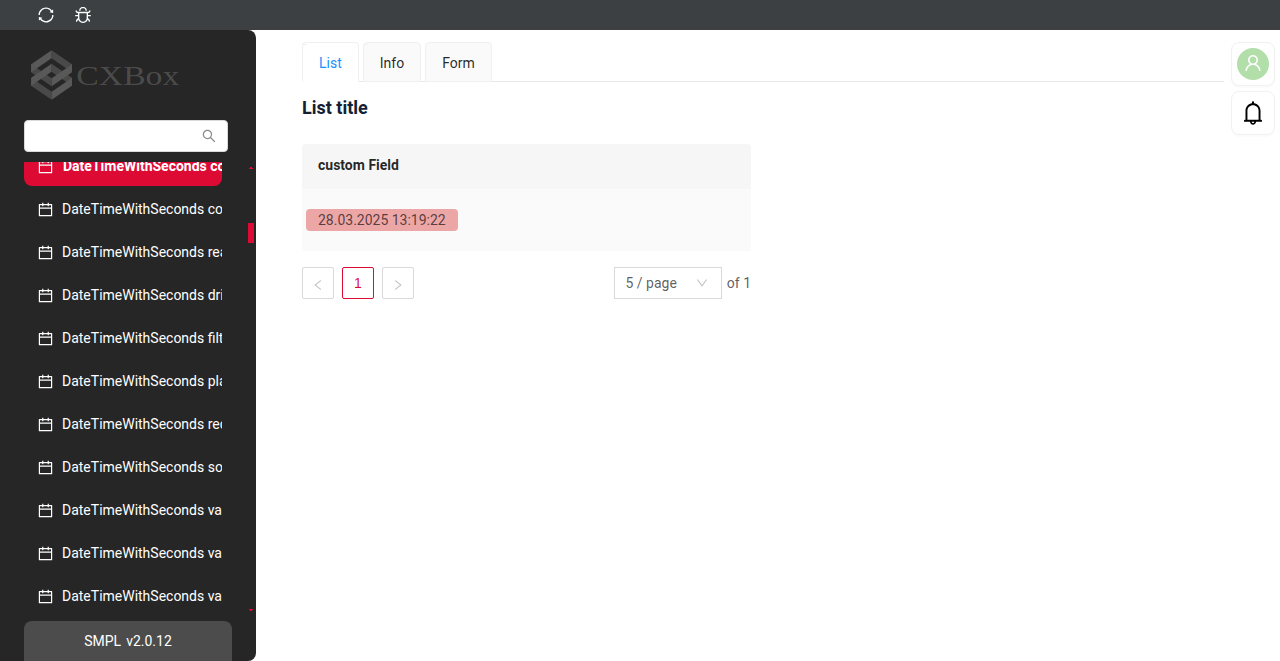 CXBox
DateTimeWithSeconds co
DateTimeWithSeconds co
DateTimeWithSeconds rea
DateTimeWithSeconds dri
DateTimeWithSeconds filt
DateTimeWithSeconds pla
DateTimeWithSeconds req
DateTimeWithSeconds so
DateTimeWithSeconds va
DateTimeWithSeconds va
DateTimeWithSeconds va
SMPL v2.0.12
List Info Form
List title
custom Field
28.03.2025 13:19:22
< 1 > 5 / page of 1